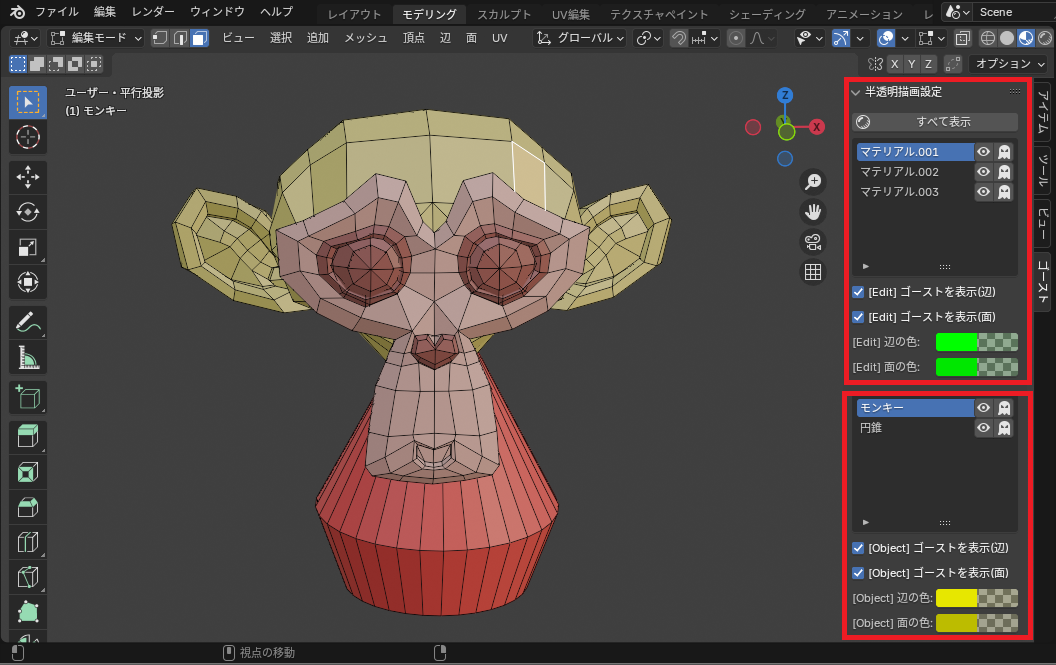 ファイル 編集 レンダー ウィンドウ ヘルプ レイアウト モデリング スカルプト UV編集 テクスチャペイント シェーディング アニメーション レ Scene
編集モード ビュー 選択 追加 メッシュ 頂点 辺 面 UV グローバル
X Y Z オプション
ユーザー・平行投影
(1) モンキー
Z
X
半透明描画設定
すべて表示
マテリアル.001
マテリアル.002
マテリアル.003
[Edit] ゴーストを表示(辺)
[Edit] ゴーストを表示(面)
[Edit] 辺の色:
[Edit] 面の色:
モンキー
円錐
[Object] ゴーストを表示(辺)
[Object] ゴーストを表示(面)
[Object] 辺の色:
[Object] 面の色:
アイテム
ツール
ビュー
ゴースト
視点の移動